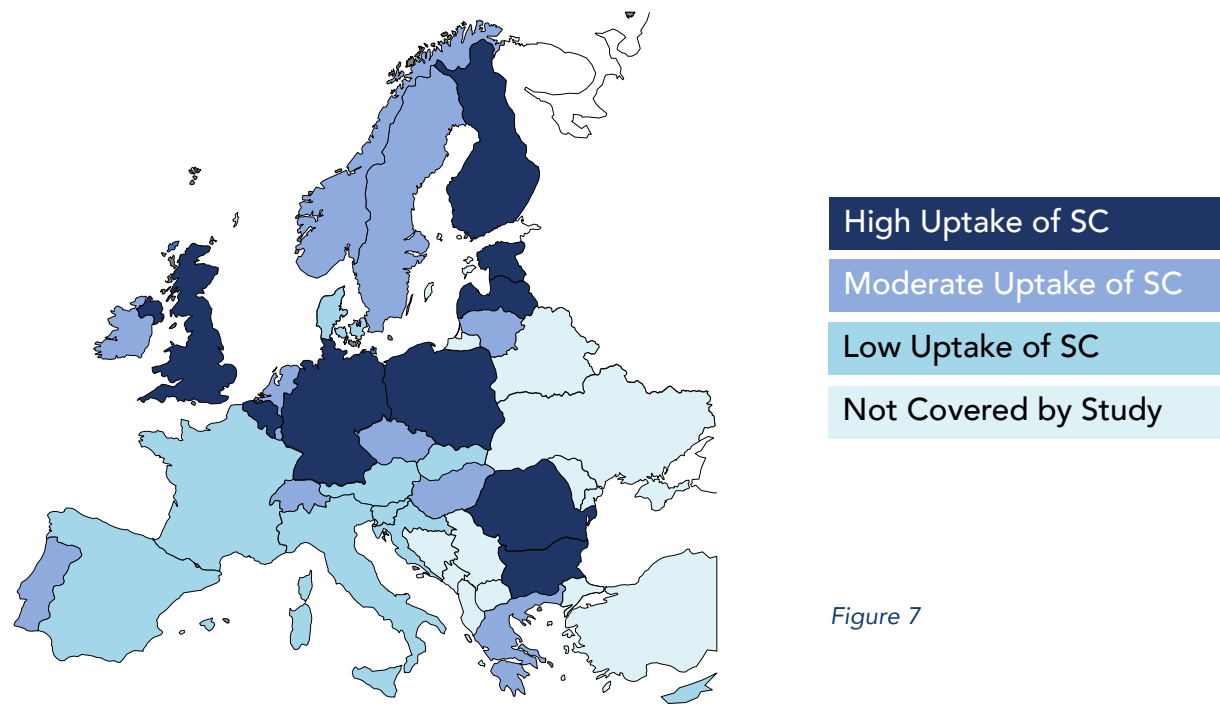 High Uptake of SC
Moderate Uptake of SC
Low Uptake of SC
Not Covered by Study
Figure 7